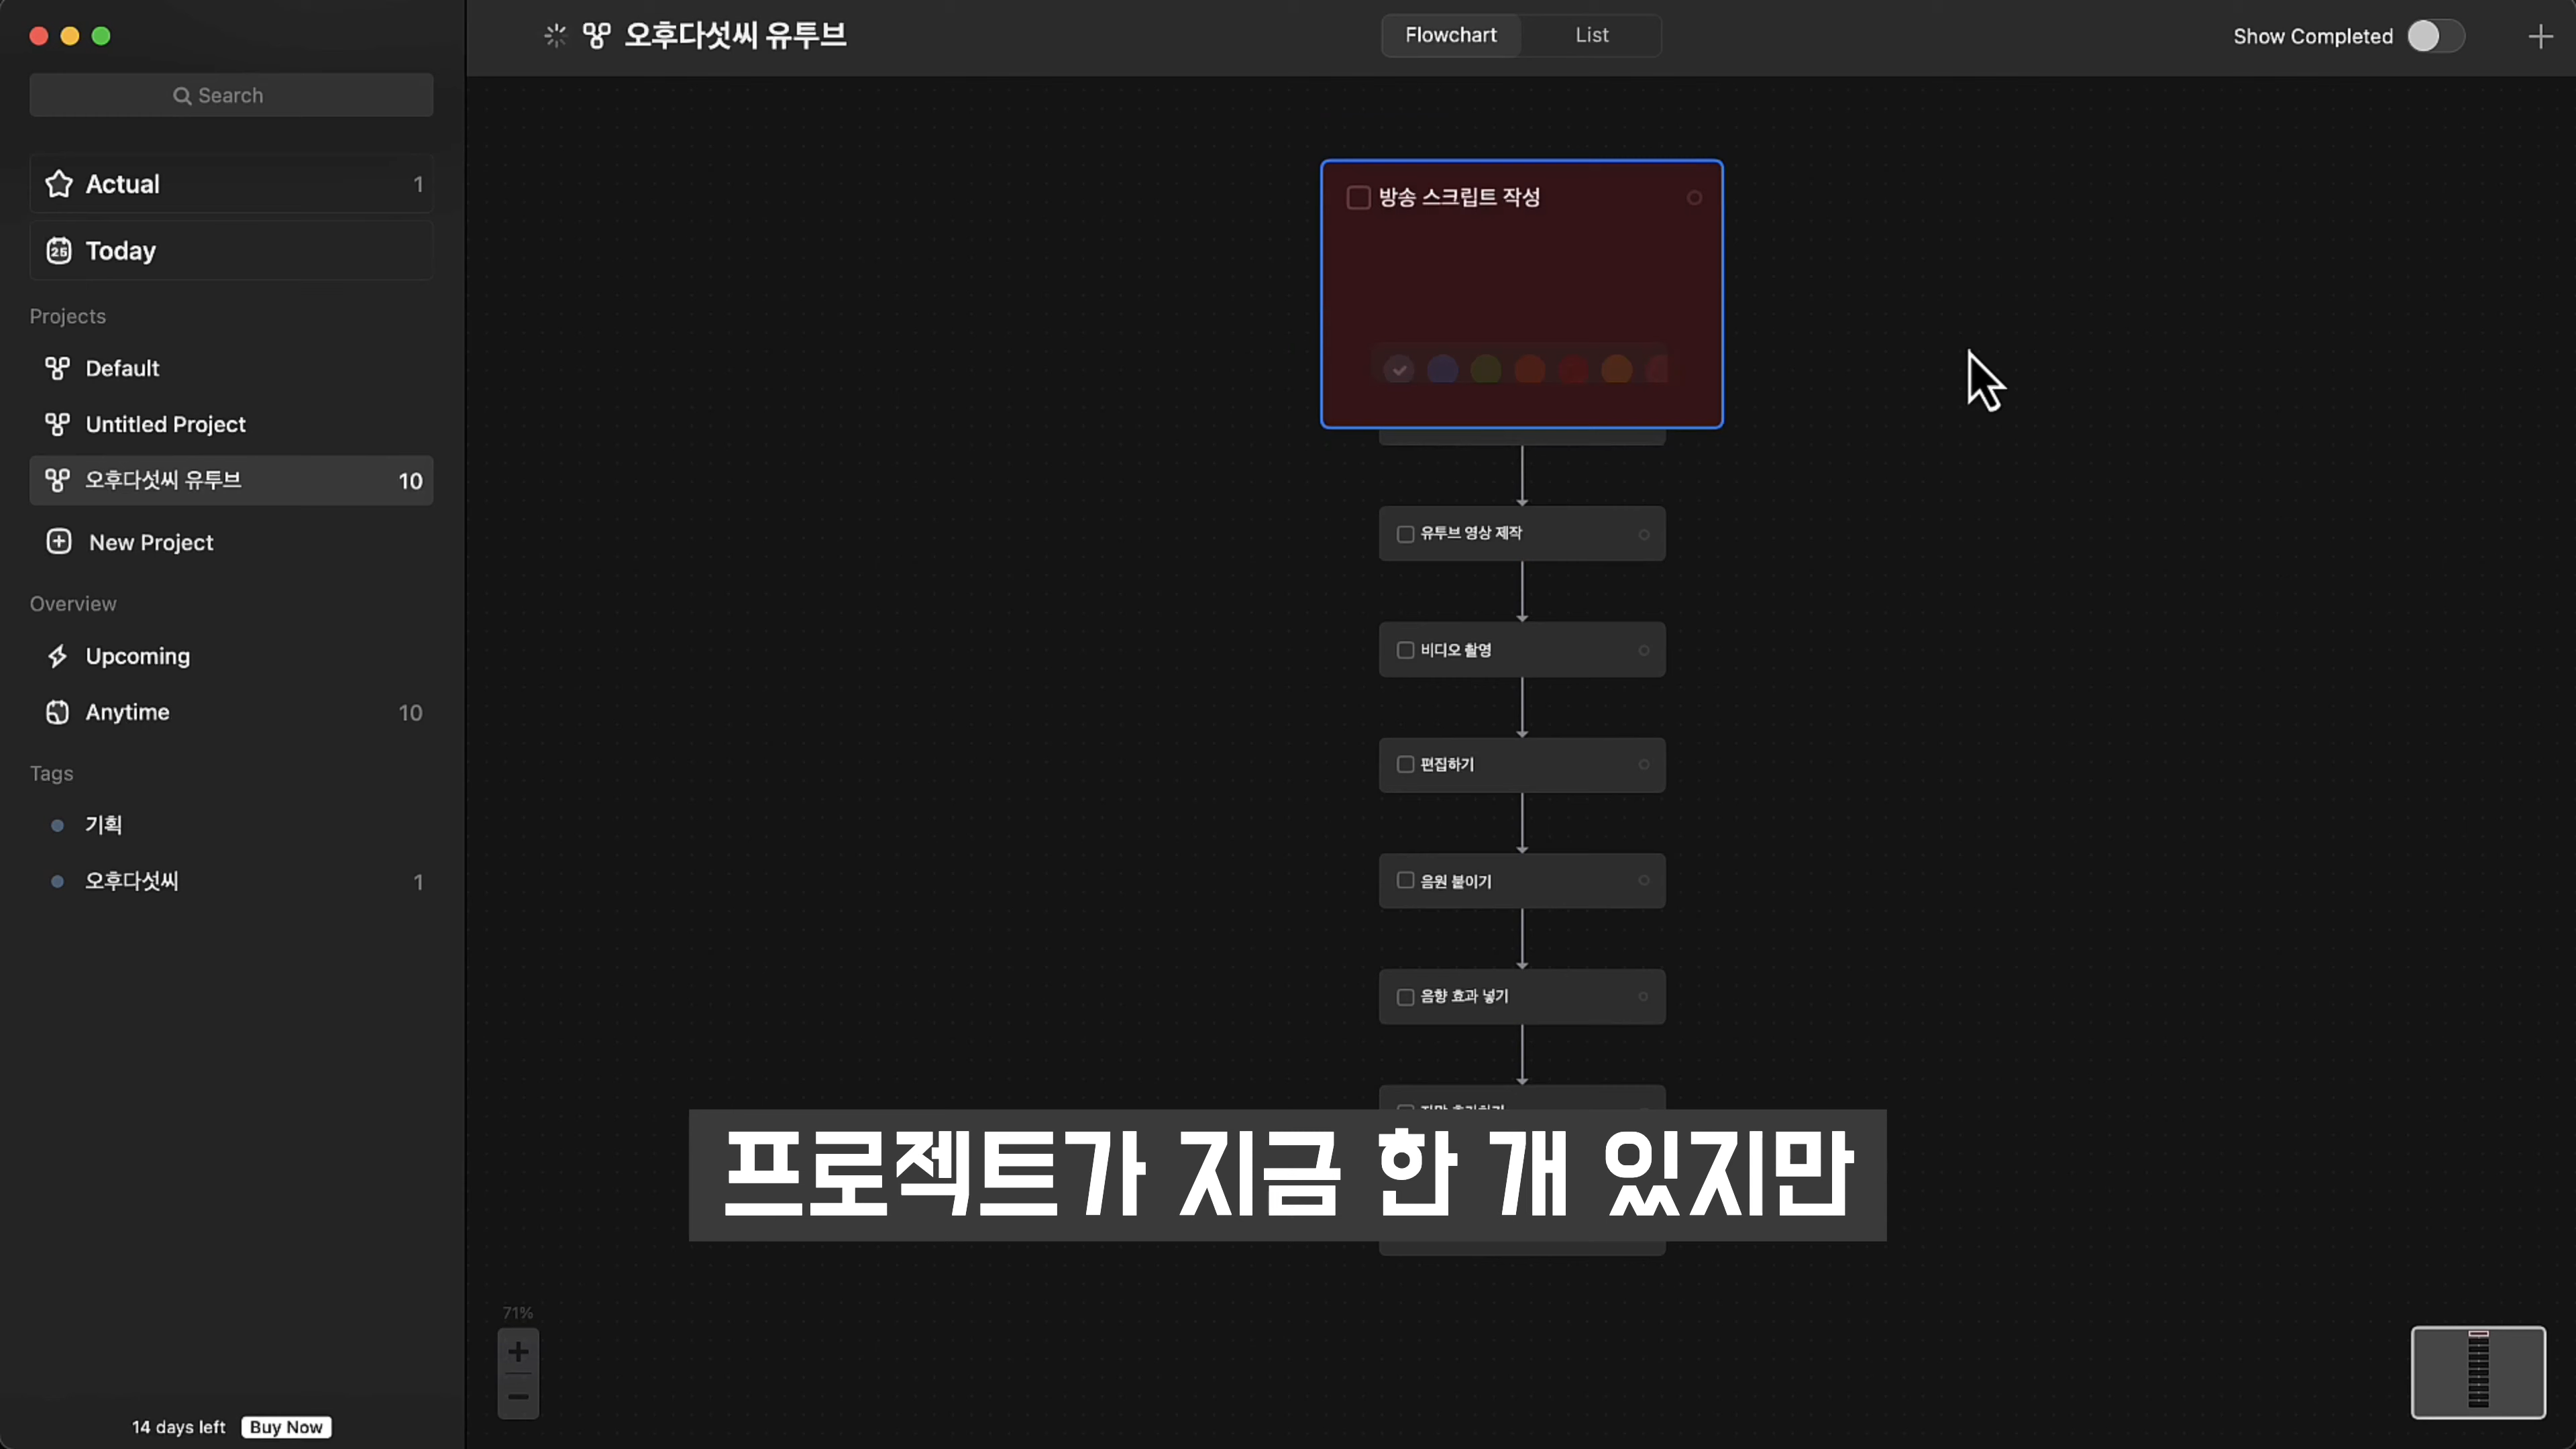 오후다섯씨 유투브
Flowchart
List
Show Completed
Search
Actual 1
25 Today
Projects
Default
Untitled Project
오후다섯씨 유투브 10
New Project
Overview
Upcoming
Anytime 10
Tags
기획
오후다섯씨 1
14 days left Buy Now
방송 스크립트 작성
유투브 영상 제작
비디오 촬영
편집하기
음원 붙이기
음향 효과 넣기
프로젝트가 지금 한 개 있지만
71%